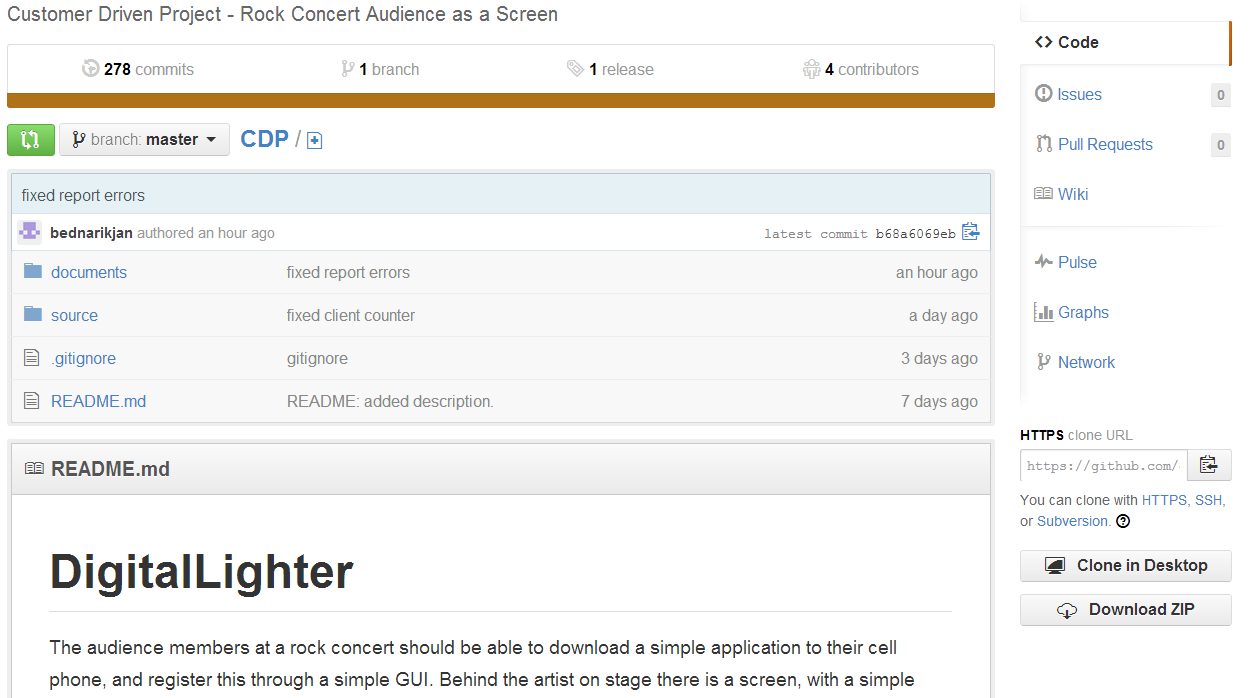 Customer Driven Project - Rock Concert Audience as a Screen
278 commits
1 branch
1 release
4 contributors
branch: master
CDP /
fixed report errors
bednarikjan authored an hour ago
latest commit b68a6069eb
documents fixed report errors an hour ago
source fixed client counter a day ago
.gitignore gitignore 3 days ago
README.md README: added description. 7 days ago
README.md
DigitalLighter
The audience members at a rock concert should be able to download a simple application to their cell
phone, and register this through a simple GUI. Behind the artist on stage there is a screen, with a simple
Code
Issues 0
Pull Requests 0
Wiki
Pulse
Graphs
Network
HTTPS clone URL
https://github.com/
You can clone with HTTPS, SSH,
or Subversion.
Clone in Desktop
Download ZIP